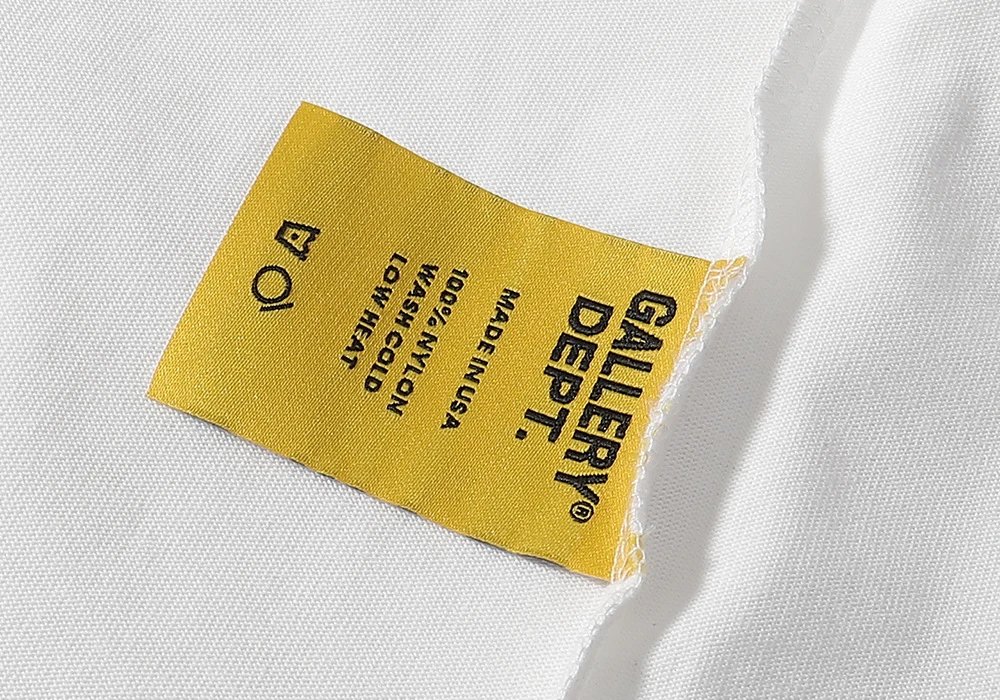 GALLERY®
DEPT.
MADE IN USA
100% NYLON
WASH COLD
LOW HEAT